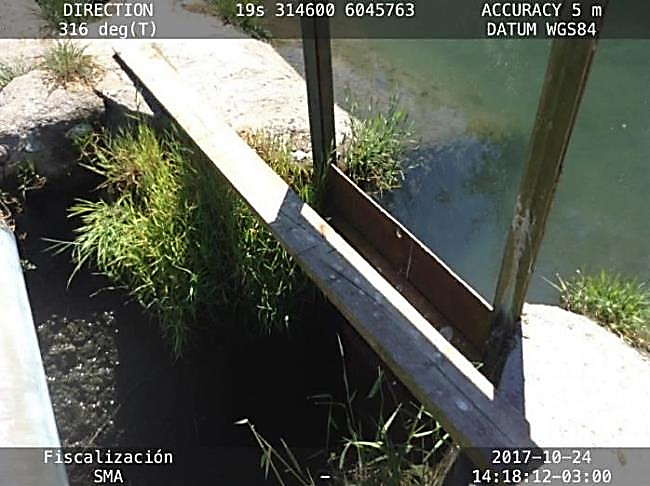 DIRECTION
316 deg(T)
19s 314600 6045763
ACCURACY 5 m
DATUM WGS84
Fiscalización
SMA
-
2017-10-24
14:18:12-03:00